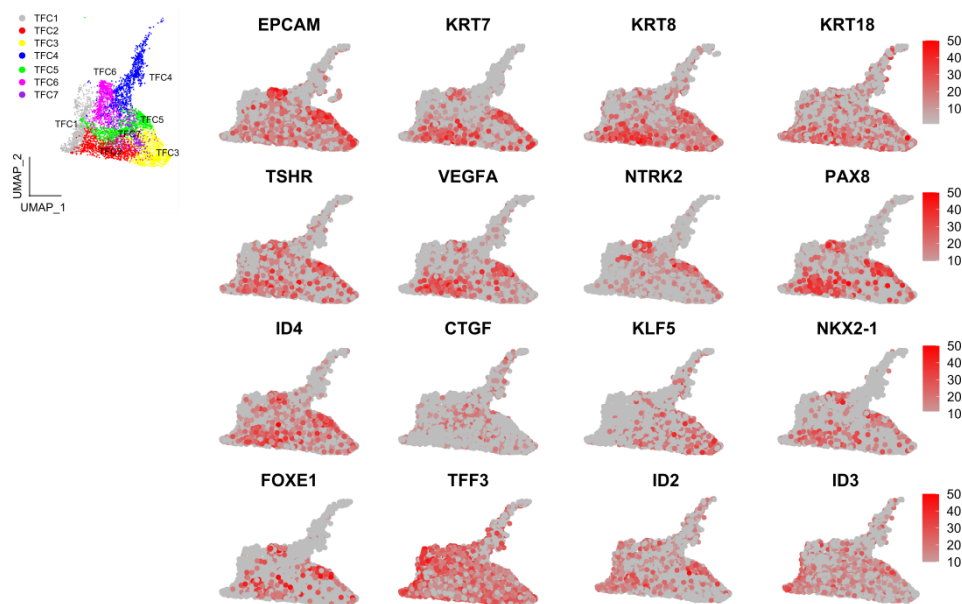 TFC1
TFC2
TFC3
TFC4
TFC5
TFC6
TFC7
TFC6
TFC4
TFC1
TFC5
TFC3
UMAP_2
UMAP_1
EPCAM KRT7 KRT8 KRT18
50
40
30
20
10
TSHR VEGFA NTRK2 PAX8
50
40
30
20
10
ID4 CTGF KLF5 NKX2-1
50
40
30
20
10
FOXE1 TFF3 ID2 ID3
50
40
30
20
10